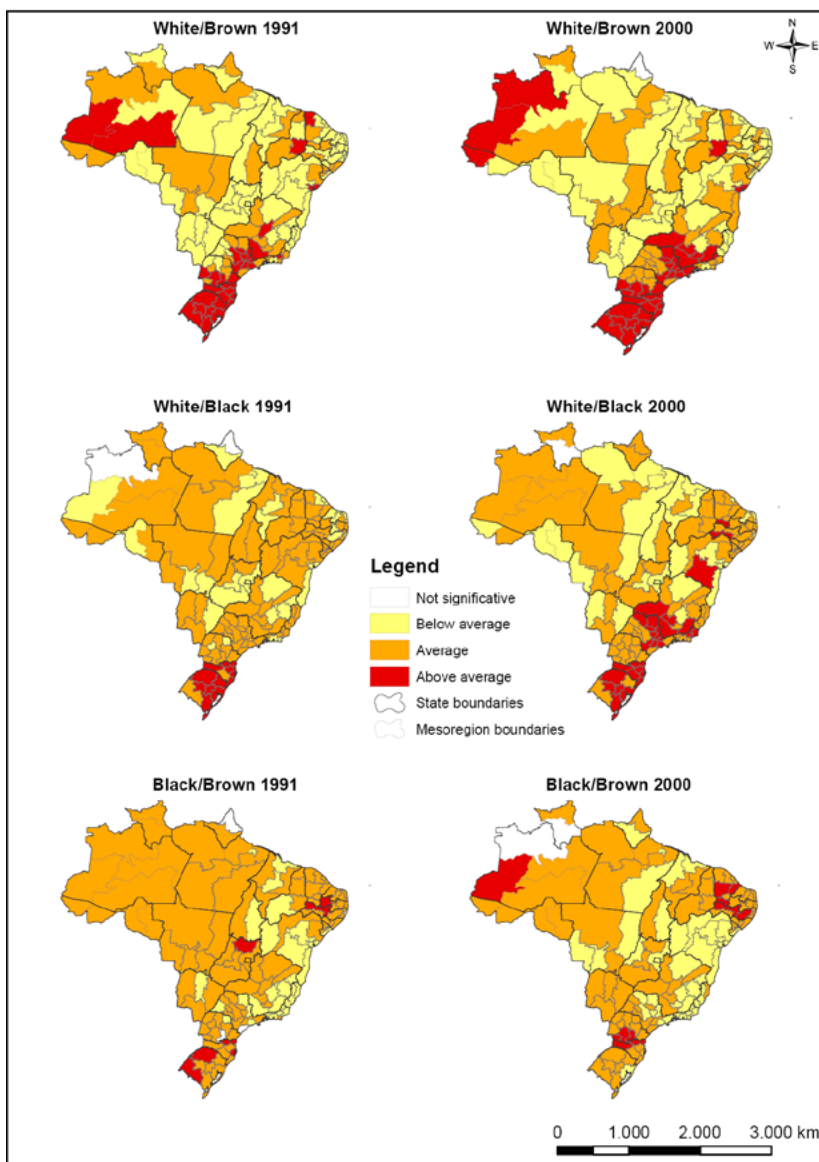 White/Brown 1991
White/Brown 2000
N
W E
S
White/Black 1991
White/Black 2000
Legend
Not significative
Below average
Average
Above average
State boundaries
Mesoregion boundaries
Black/Brown 1991
Black/Brown 2000
0 1.000 2.000 3.000 km